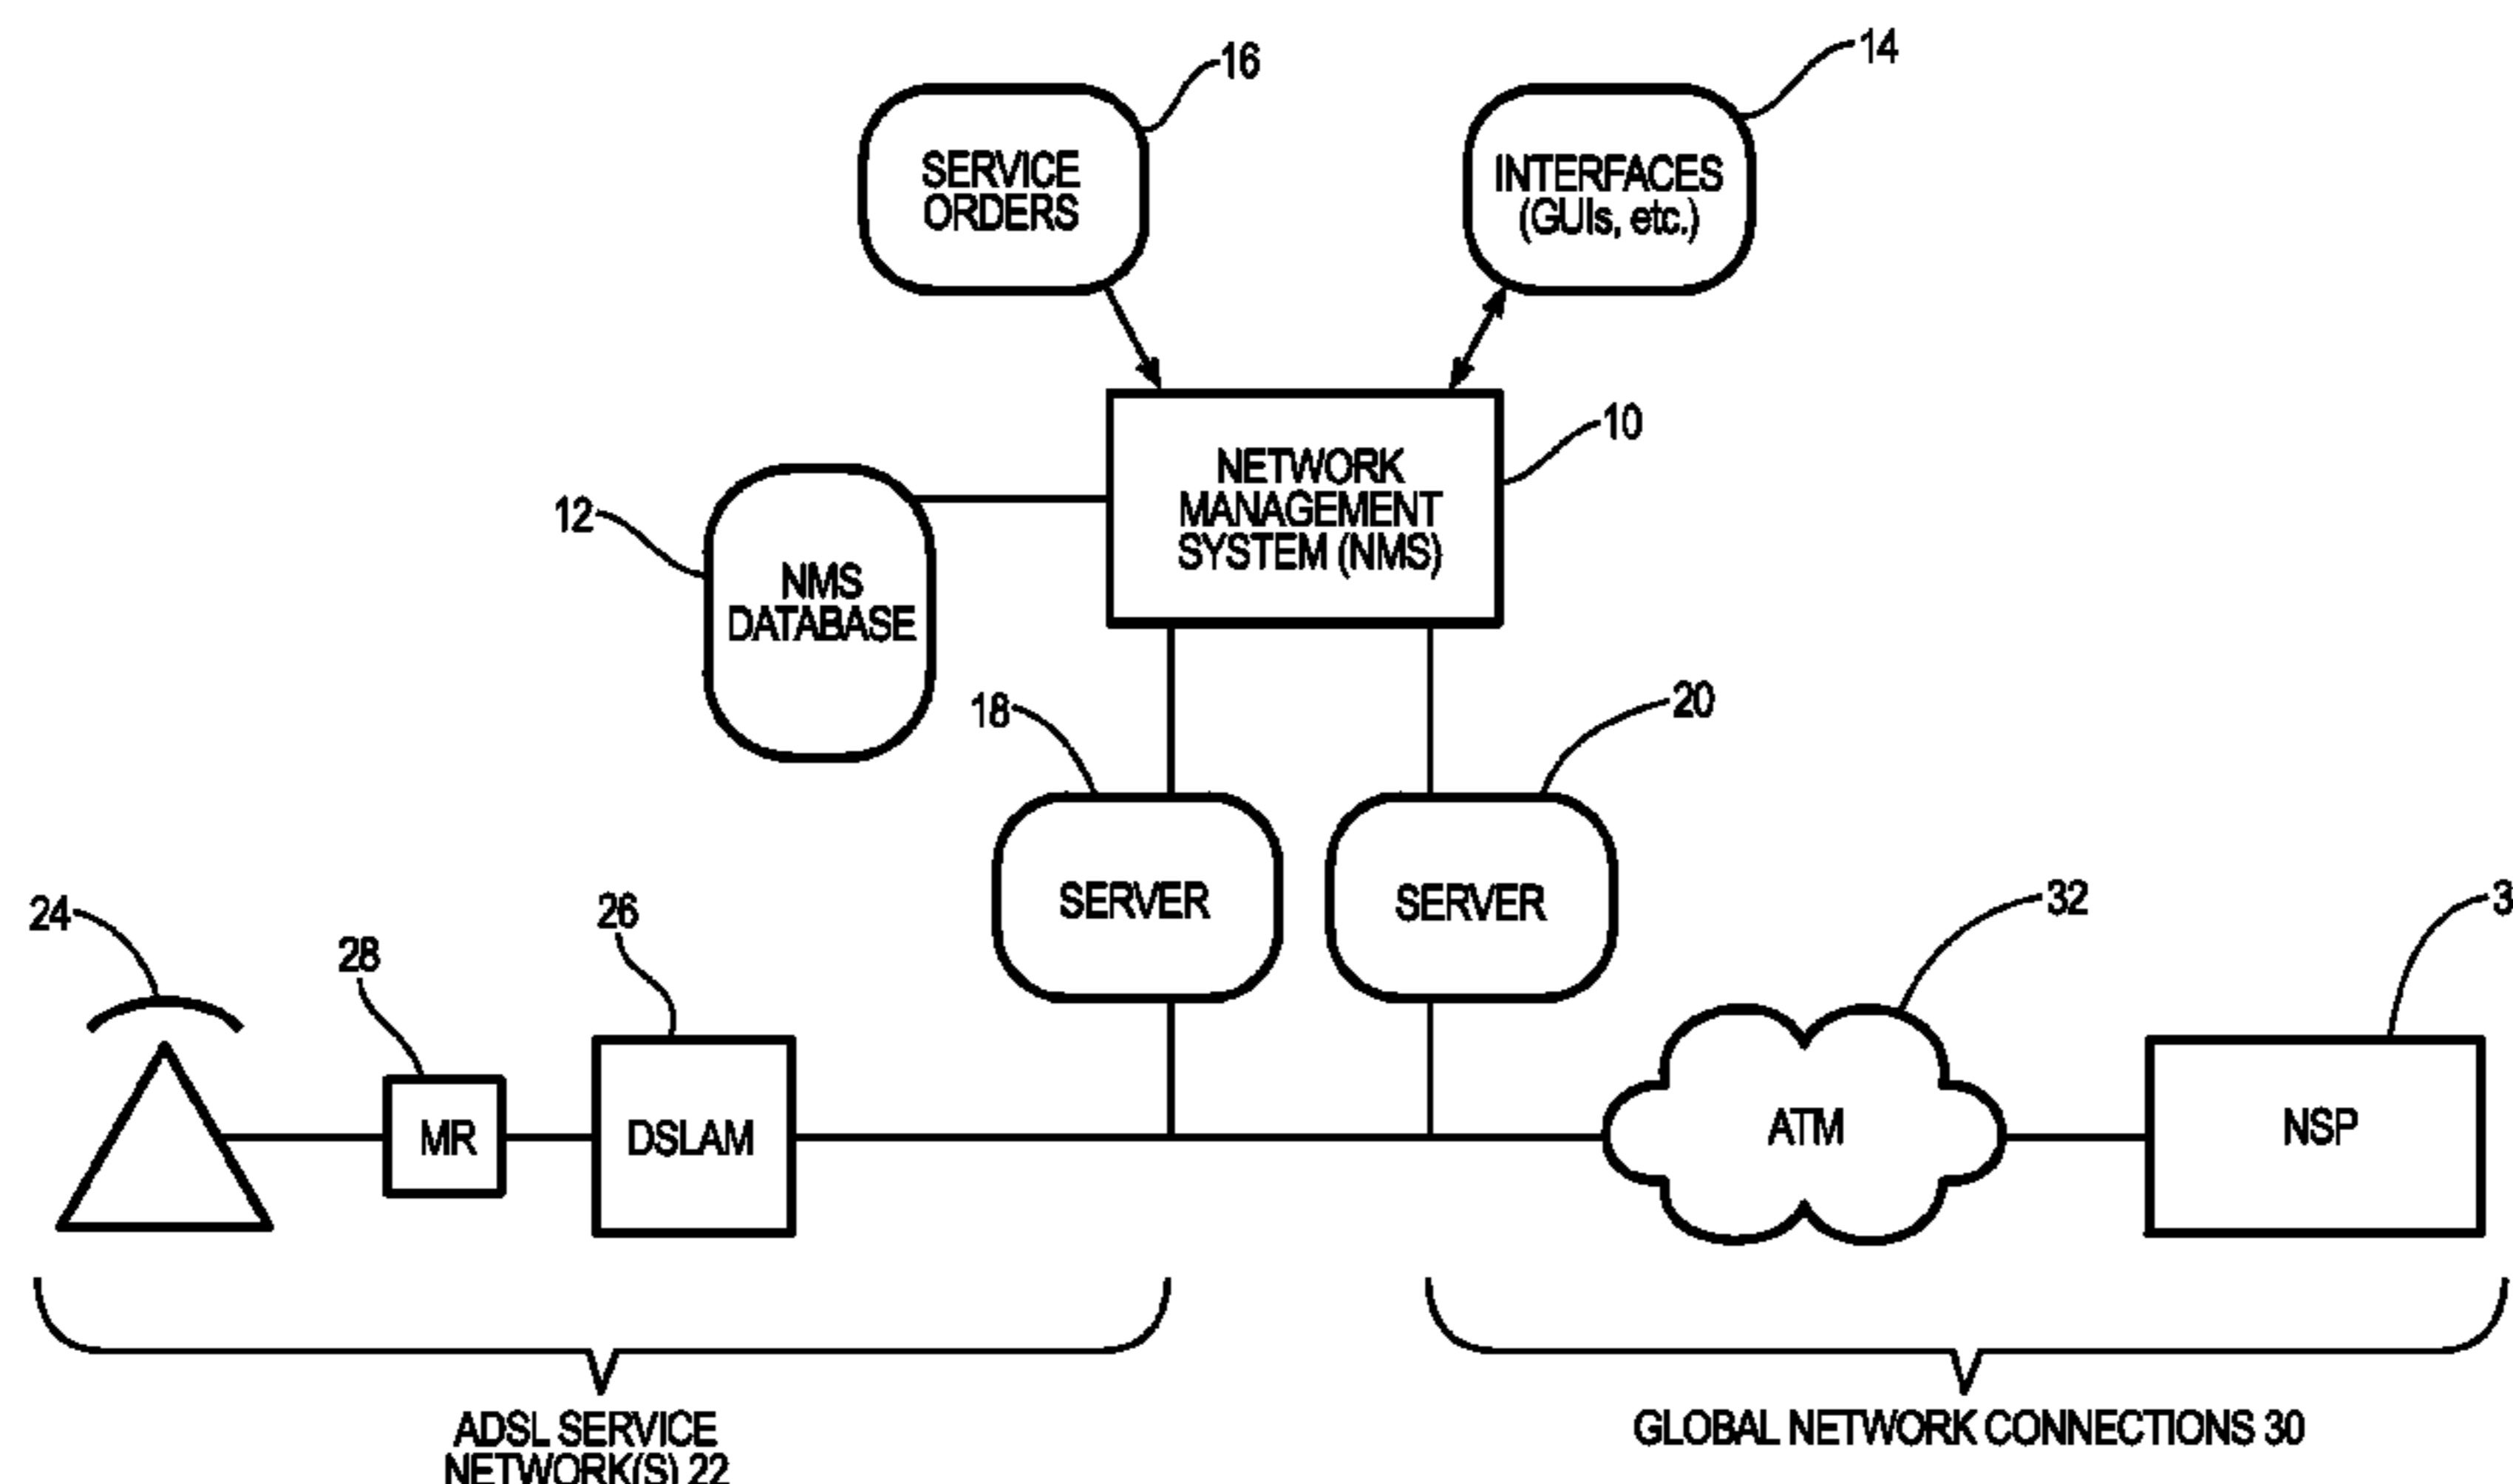 16
14
SERVICE
ORDERS
INTERFACES
(GUIs, etc.)
10
NETWORK
MANAGEMENT
SYSTEM (NMS)
12
NMS
DATABASE
18
20
SERVER
SERVER
24
28
26
32
3
MR
DSLAM
ATM
NSP
ADSL SERVICE
NETWORK(S) 22
GLOBAL NETWORK CONNECTIONS 30